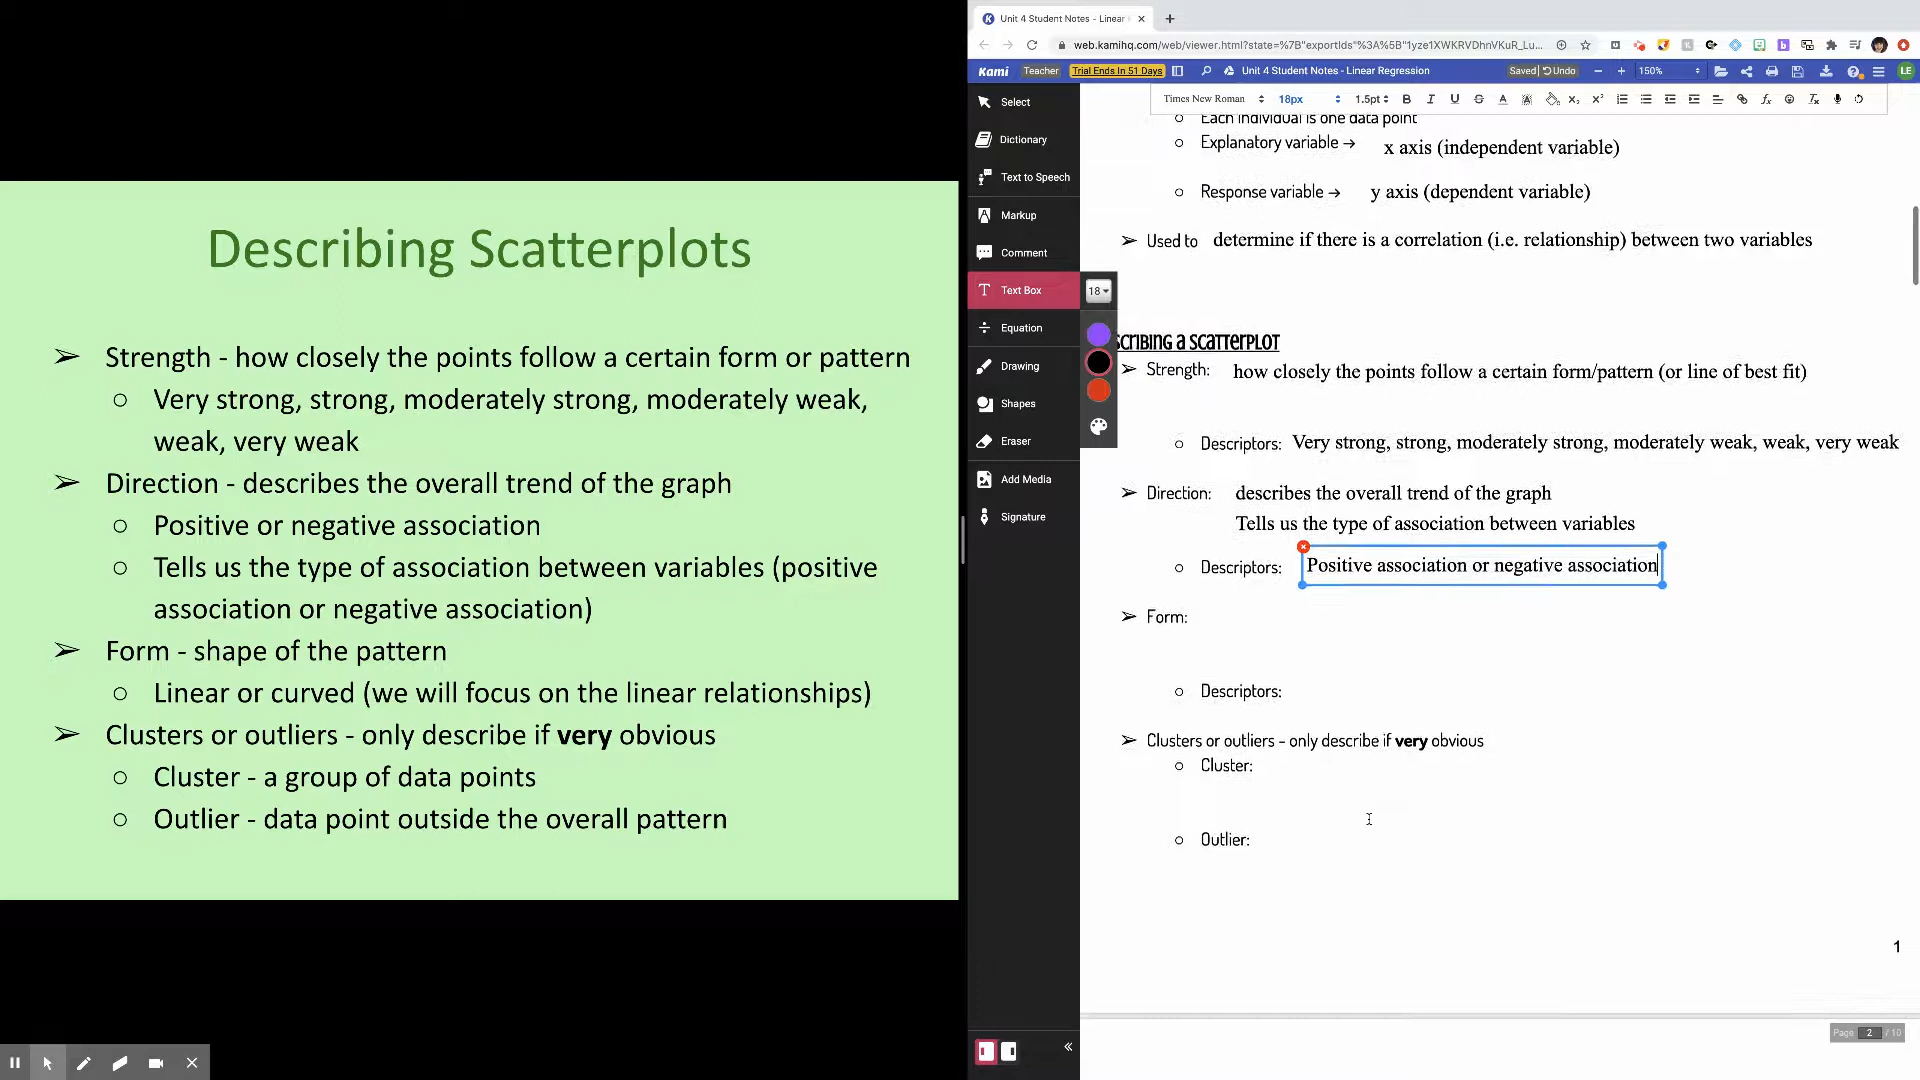 Describing Scatterplots
➢ Strength - how closely the points follow a certain form or pattern
○ Very strong, strong, moderately strong, moderately weak,
weak, very weak
➢ Direction - describes the overall trend of the graph
○ Positive or negative association
○ Tells us the type of association between variables (positive
association or negative association)
➢ Form - shape of the pattern
○ Linear or curved (we will focus on the linear relationships)
➢ Clusters or outliers - only describe if very obvious
○ Cluster - a group of data points
○ Outlier - data point outside the overall pattern
Unit 4 Student Notes - Linear
web.kamihq.com/web/viewer.html?state=%7B"exportIds"%3A%5B"1yze1XWKRVDhnVKuR_Lu...
Kami Teacher Trial Ends In 51 Days Unit 4 Student Notes - Linear Regression Saved Undo 150% LE
Times New Roman 18px 1.5pt B I U S A
Select
Dictionary
Text to Speech
Markup
Comment
Text Box
18
Equation
Drawing
Shapes
Eraser
Add Media
Signature
○ Each individual is one data point
○ Explanatory variable → x axis (independent variable)
○ Response variable → y axis (dependent variable)
➢ Used to determine if there is a correlation (i.e. relationship) between two variables
scribing a scatterplot
➢ Strength: how closely the points follow a certain form/pattern (or line of best fit)
○ Descriptors: Very strong, strong, moderately strong, moderately weak, weak, very weak
➢ Direction: describes the overall trend of the graph
Tells us the type of association between variables
○ Descriptors: Positive association or negative association
➢ Form:
○ Descriptors:
➢ Clusters or outliers - only describe if very obvious
○ Cluster:
○ Outlier:
1
Page 2 / 10